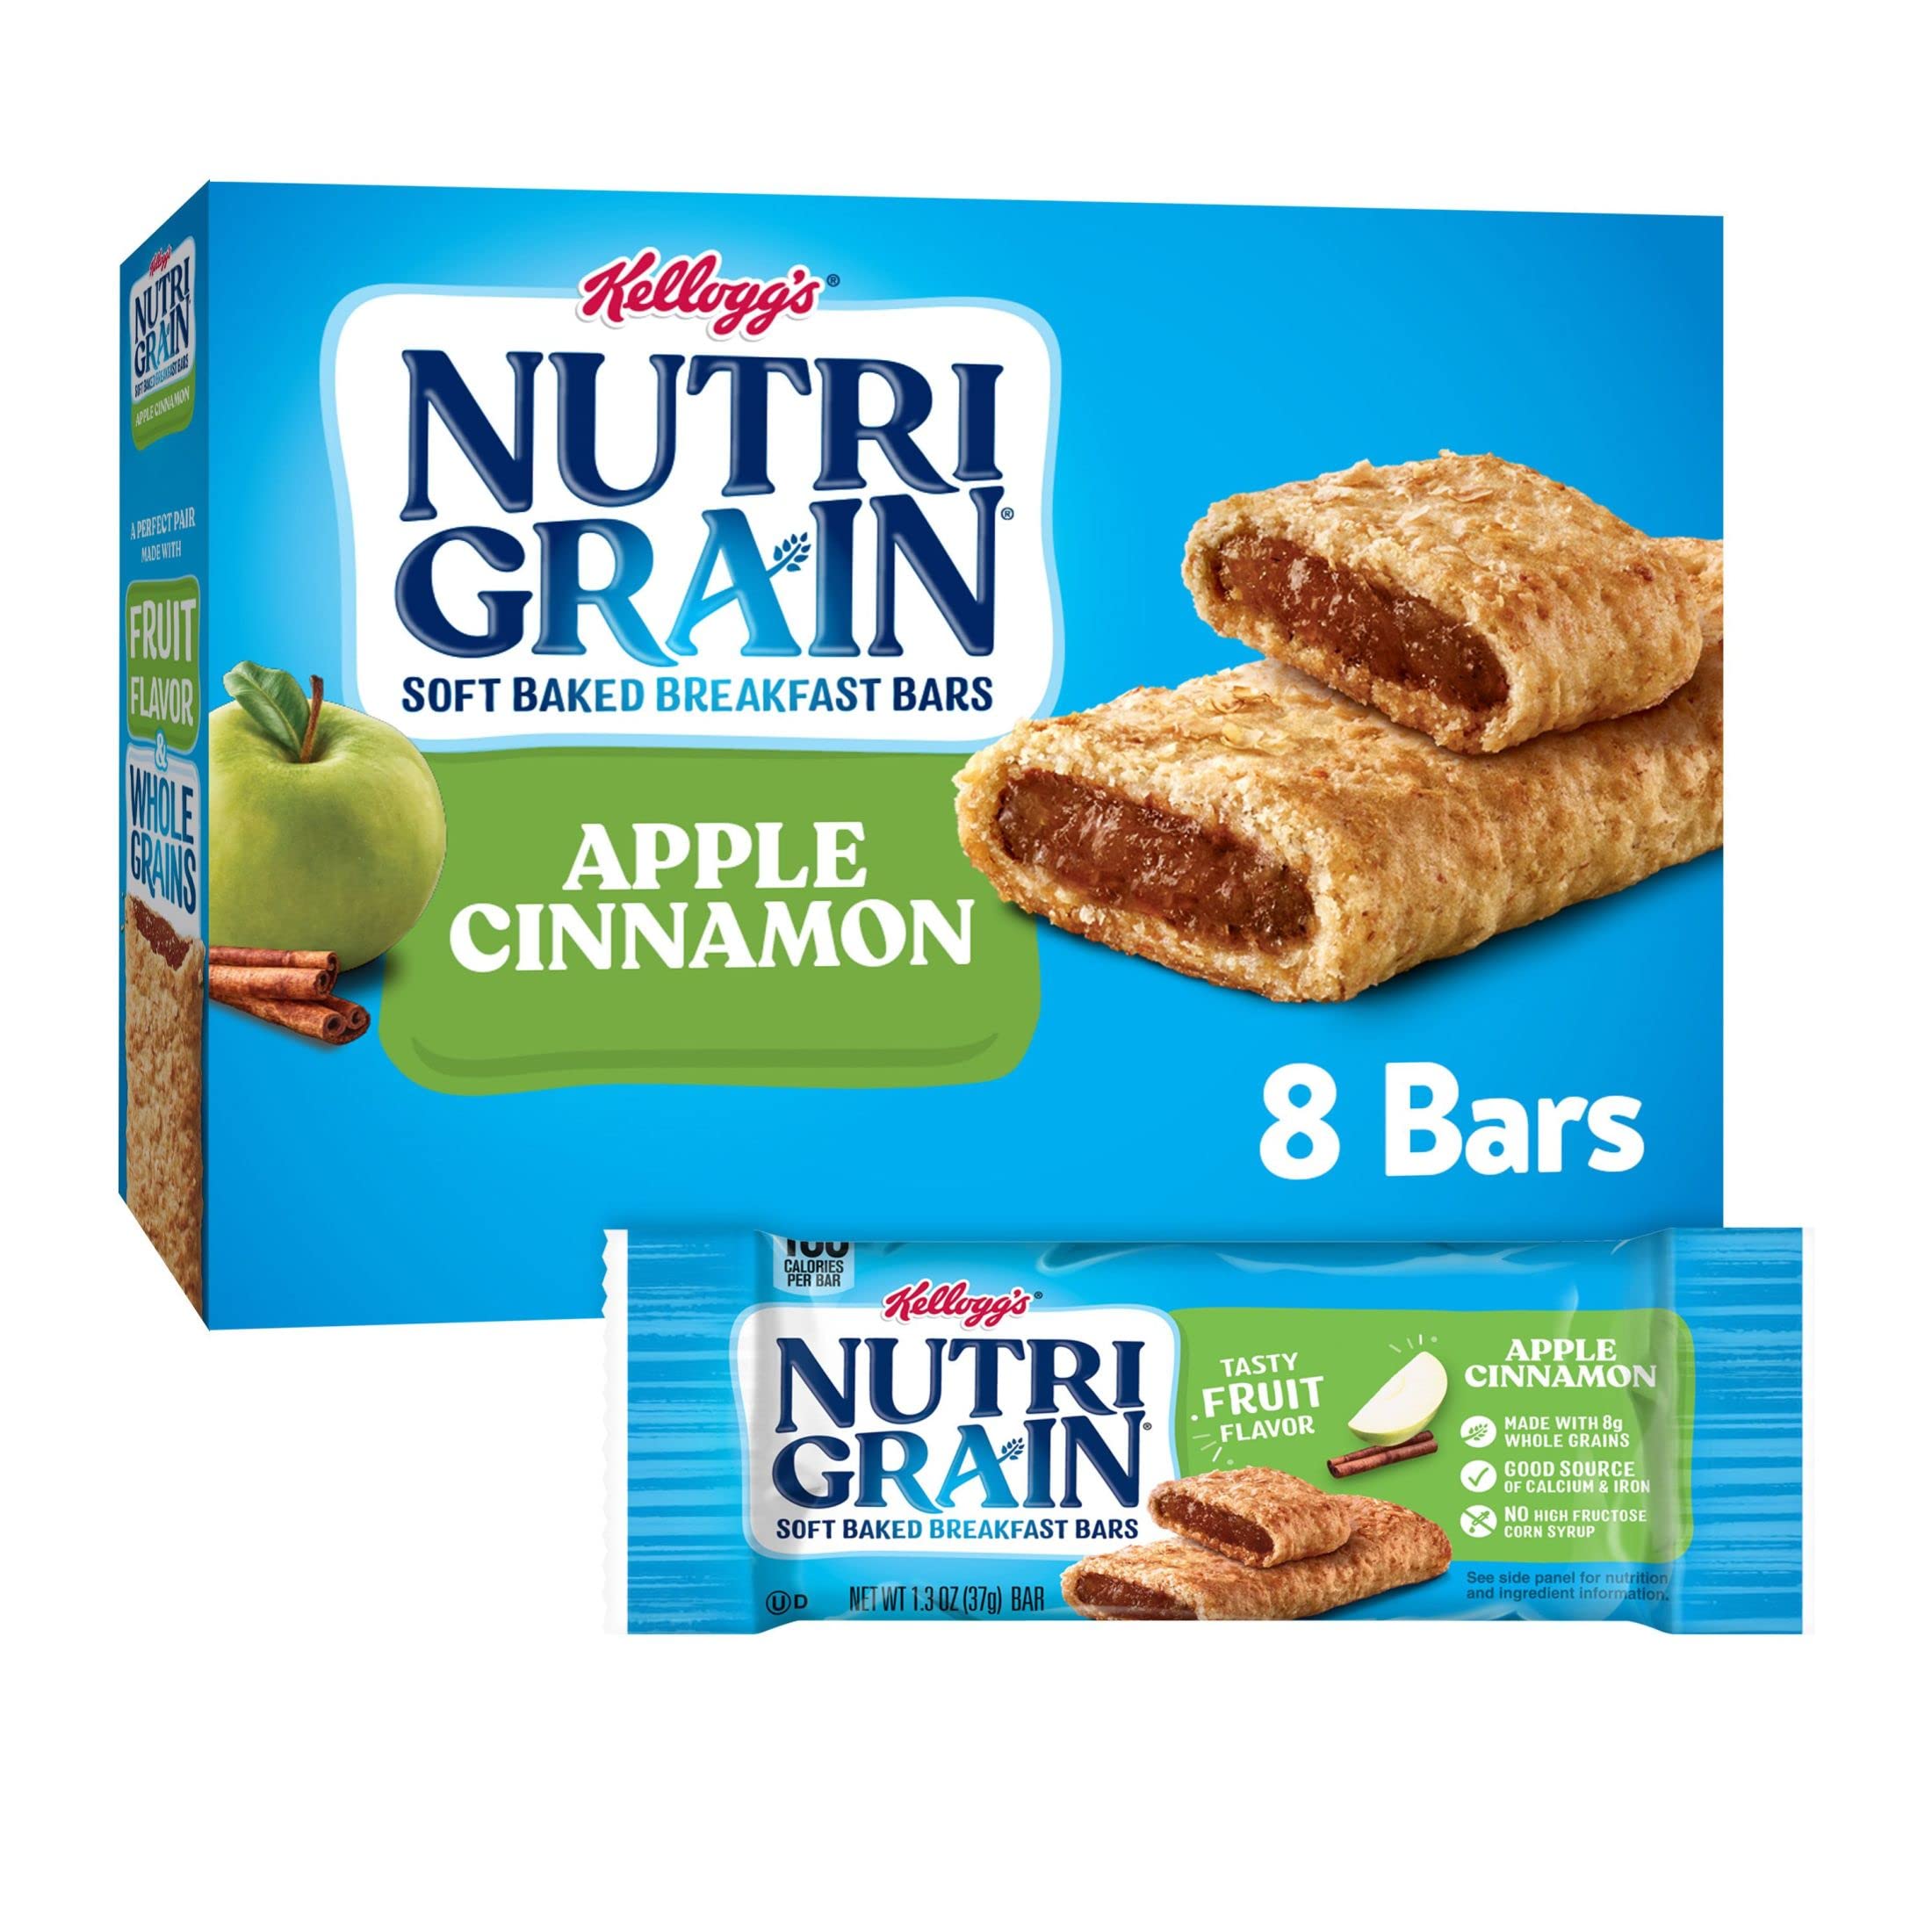 Kellogg's®
NUTRI
GRAIN®
SOFT BAKED BREAKFAST BARS
APPLE
CINNAMON
8 Bars
Kellogg's
NUTRI
GRAIN
SOFT BAKED BREAKFAST BARS
APPLE CINNAMON
A PERFECT PAIR
MADE WITH
FRUIT
FLAVOR
&
WHOLE
GRAINS
CALORIES
PER BAR
Kellogg's®
NUTRI
GRAIN®
SOFT BAKED BREAKFAST BARS
TASTY
FRUIT
FLAVOR
APPLE
CINNAMON
MADE WITH 8g
WHOLE GRAINS
GOOD SOURCE
OF CALCIUM & IRON
NO HIGH FRUCTOSE
CORN SYRUP
See side panel for nutrition
and ingredient information.
U D
NET WT 1.3 OZ (37g) BAR